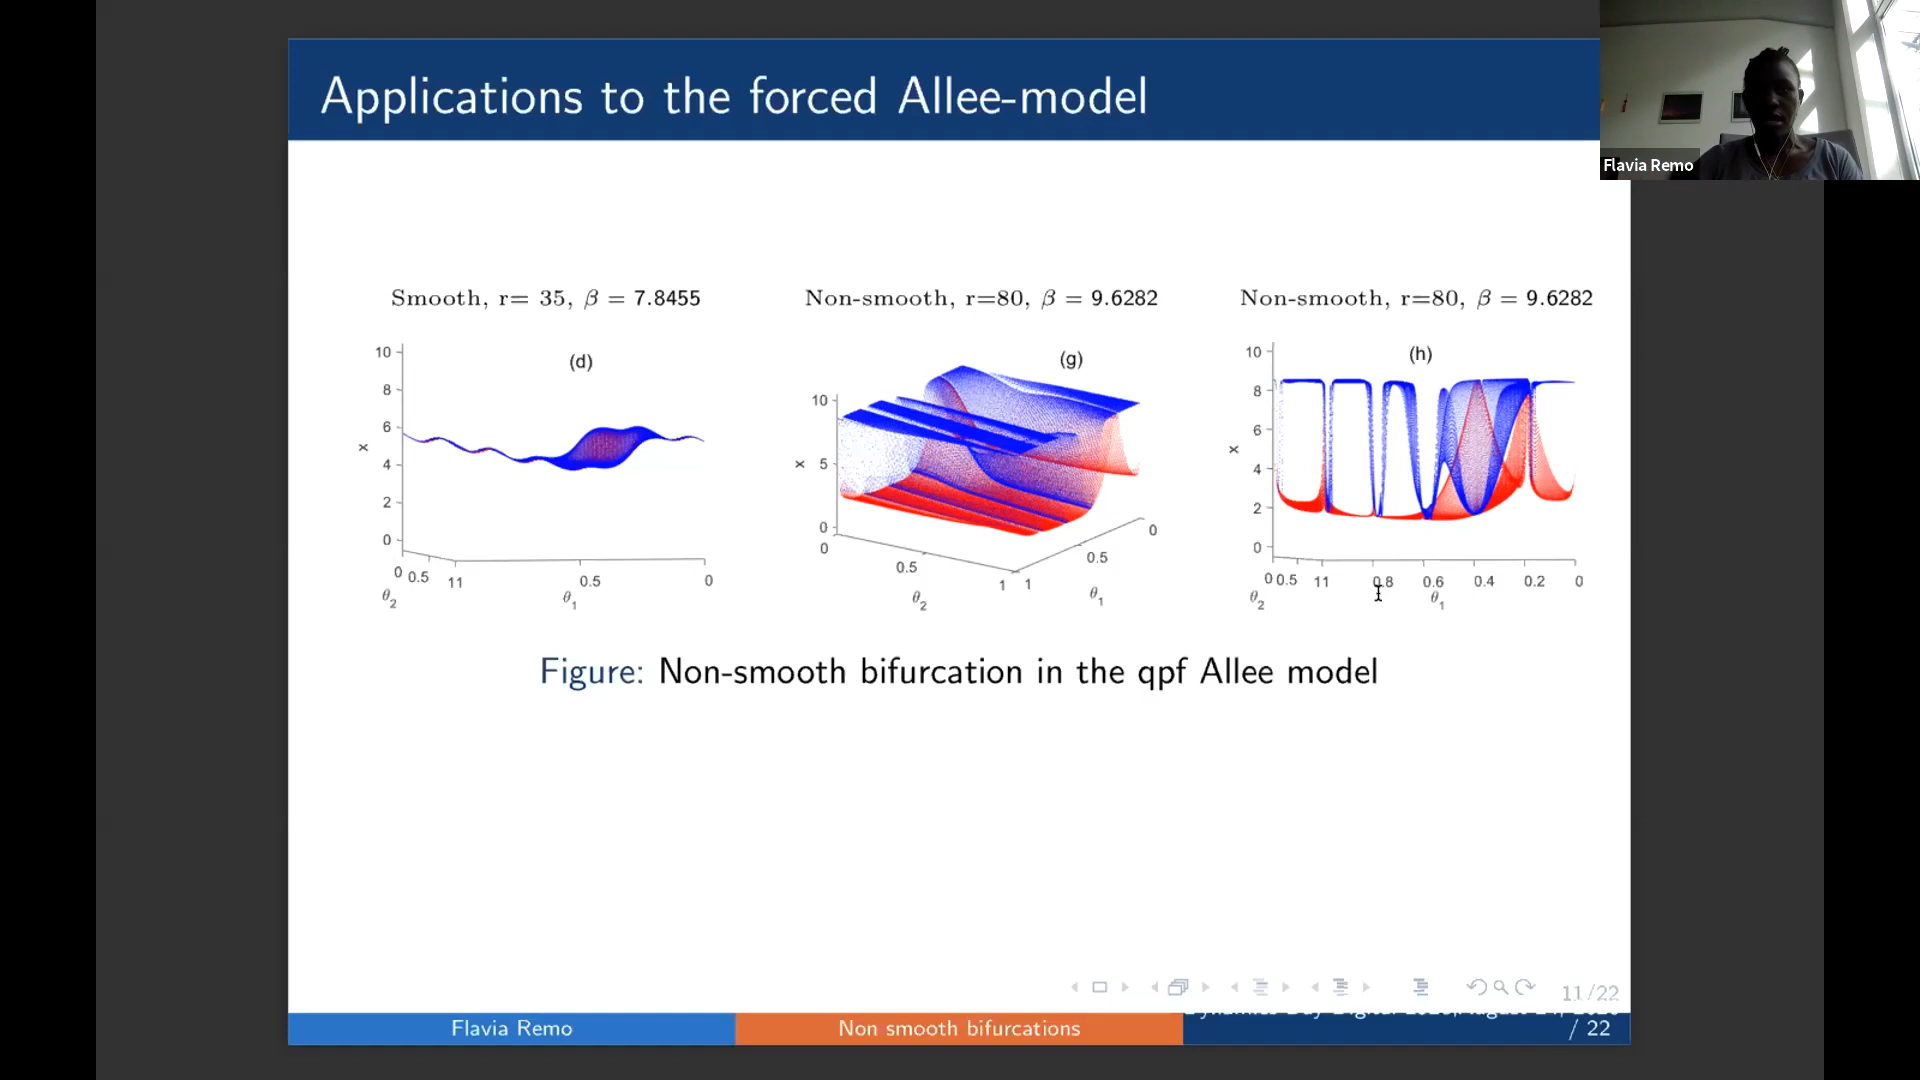 Applications to the forced Allee-model
Flavia Remo
Smooth, r= 35, β = 7.8455
Non-smooth, r=80, β = 9.6282
Non-smooth, r=80, β = 9.6282
(d)
10
8
6
4
2
0
x
0 0.5 1 1 0.5 0
θ2
θ1
(g)
10
5
0
x
0 0.5 1
θ2
1 0.5 0
θ1
(h)
10
8
6
4
2
0
x
0 0.5 1 1 0.8 0.6 0.4 0.2 0
θ2
θ1
Figure: Non-smooth bifurcation in the qpf Allee model
11/22
Flavia Remo
Non smooth bifurcations
/ 22